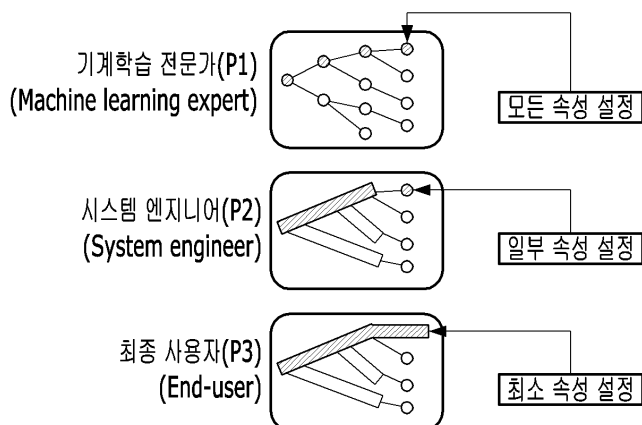 기계학습 전문가(P1)
(Machine learning expert)
모든 속성 설정
시스템 엔지니어(P2)
(System engineer)
일부 속성 설정
최종 사용자(P3)
(End-user)
최소 속성 설정